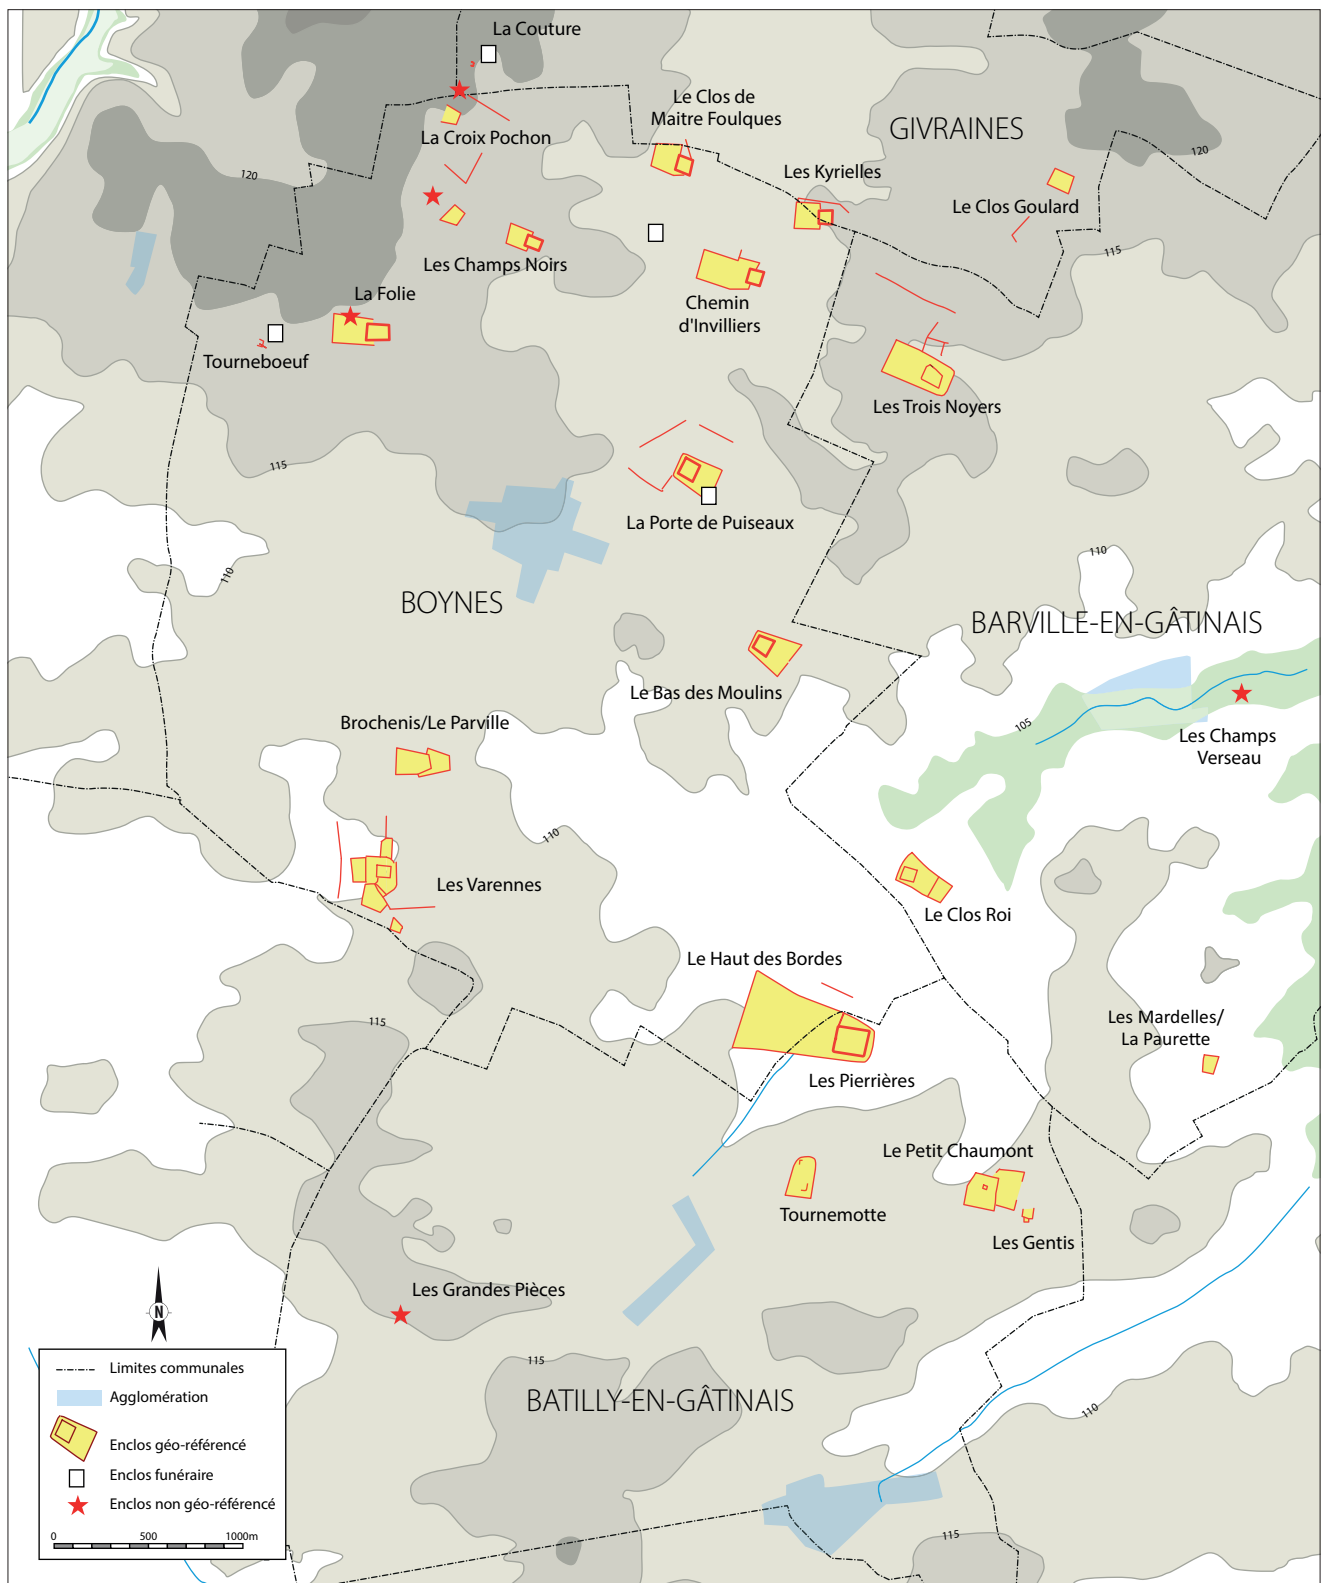 La Couture
Le Clos de
Maitre Foulques
GIVRAINES
La Croix Pochon
120
120
Les Kyrielles
Le Clos Goulard
115
Les Champs Noirs
La Folie
Chemin
d'Invilliers
Tourneboeuf
Les Trois Noyers
115
La Porte de Puiseaux
110
110
BOYNES
BARVILLE-EN-GÂTINAIS
Le Bas des Moulins
Brochenis/Le Parville
105
Les Champs
Verseau
110
Les Varennes
Le Clos Roi
Le Haut des Bordes
115
Les Mardelles/
La Paurette
Les Pierrières
Le Petit Chaumont
Tournemotte
Les Gentis
Les Grandes Pièces
115
BATILLY-EN-GÂTINAIS
110
115
N
Limites communales
Agglomération
Enclos géo-référencé
Enclos funéraire
Enclos non géo-référencé
0 500 1000m